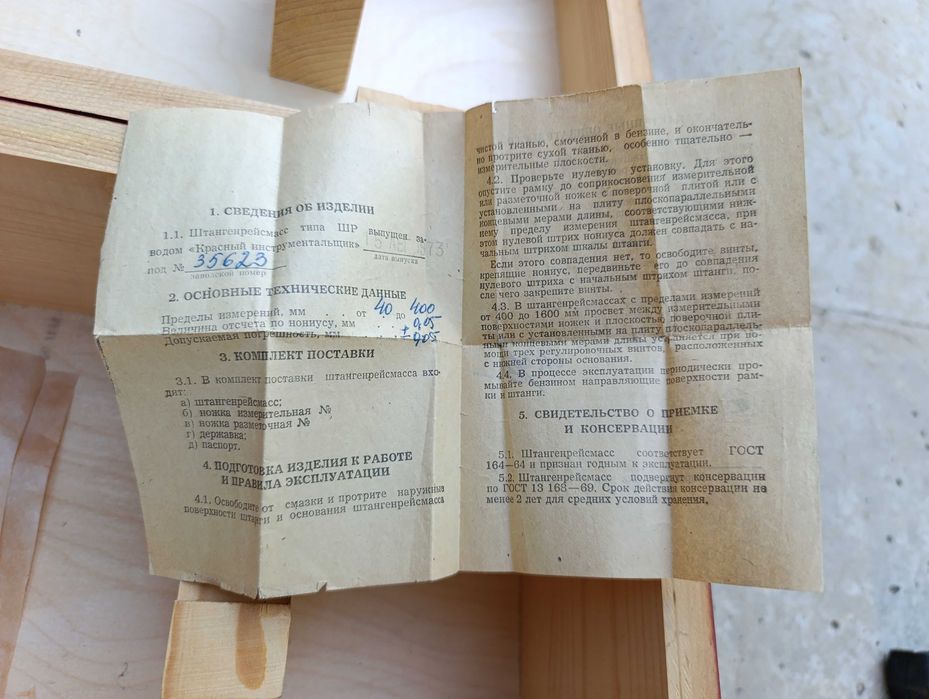 1. СВЕДЕНИЯ ОБ ИЗДЕЛИИ
1.1. Штангенрейсмасс типа ШР выпущен за-
водом «Красный инструментальщик»
дата выпуска
под № 35623
заводской номер
2. ОСНОВНЫЕ ТЕХНИЧЕСКИЕ ДАННЫЕ
Пределы измерений, мм . . от 40 до 400
Величина отсчета по нониусу, мм . . 0,05
Допускаемая погрешность, мм . . . ± 0,05
3. КОМПЛЕКТ ПОСТАВКИ
3.1. В комплект поставки штангенрейсмасса вхо-
дят:
а) штангенрейсмасс;
б) ножка измерительная №
в) ножка разметочная №
г) державка;
д) паспорт.
4. ПОДГОТОВКА ИЗДЕЛИЯ К РАБОТЕ
И ПРАВИЛА ЭКСПЛУАТАЦИИ
4.1. Освободите от смазки и протрите наружные
поверхности штанги и основания штангенрейсмасса
чистой тканью, смоченной в бензине, и окончатель-
но протрите сухой тканью, особенно тщательно —
измерительные плоскости.
4.2. Проверьте нулевую установку. Для этого
опустите рамку до соприкосновения измерительной
или разметочной ножек с поверочной плитой или с
установленными на плиту плоскопараллельными
концевыми мерами длины, соответствующими ниж-
нему пределу измерения штангенрейсмасса, при
этом нулевой штрих нониуса должен совпадать с на-
чальным штрихом шкалы штанги.
Если этого совпадения нет, то освободите винты,
крепящие нониус, передвиньте его до совпадения
нулевого штриха с начальным штрихом штанги, по-
сле чего закрепите винты.
4.3. В штангенрейсмассах с пределами измерений
от 400 до 1600 мм просвет между измерительными
поверхностями ножек и плоскостью поверочной пли-
ты или с установленными на плиту плоскопараллель-
ными концевыми мерами длины устраняется при по-
мощи трех регулировочных винтов, расположенных
с нижней стороны основания.
4.4. В процессе эксплуатации периодически про-
мывайте бензином направляющие поверхности рам-
ки и штанги.
5. СВИДЕТЕЛЬСТВО О ПРИЕМКЕ
И КОНСЕРВАЦИИ
5.1. Штангенрейсмасс соответствует ГОСТ
164—64 и признан годным к эксплуатации.
5.2. Штангенрейсмасс подвергнут консервации
по ГОСТ 13 168—69. Срок действия консервации не
менее 2 лет для средних условий хранения.